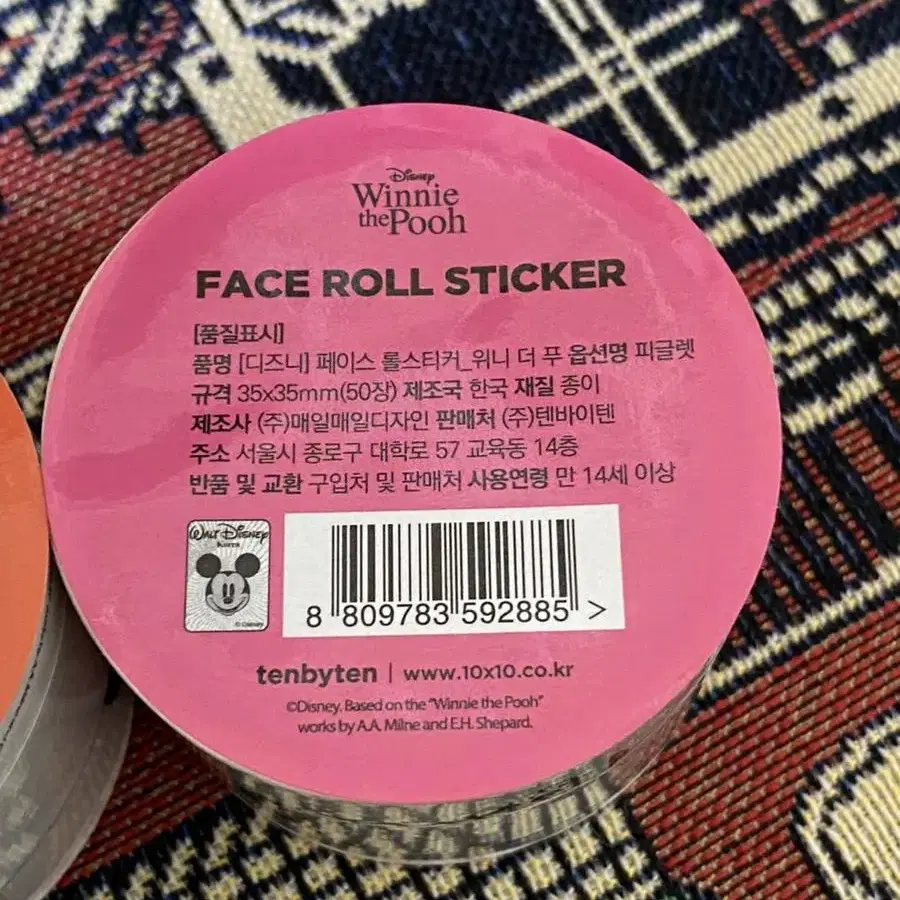 Disney
Winnie
the Pooh
FACE ROLL STICKER
[품질표시]
품명 [디즈니] 페이스 롤스티커_위니 더 푸 옵션명 피글렛
규격 35x35mm(50장) 제조국 한국 재질 종이
제조사 (주)매일매일디자인 판매처 (주)텐바이텐
주소 서울시 종로구 대학로 57 교육동 14층
반품 및 교환 구입처 및 판매처 사용연령 만 14세 이상
WALT DISNEY
Korea
© Disney
8 809783 592885 >
tenbyten | www.10x10.co.kr
©Disney. Based on the "Winnie the Pooh"
works by A.A. Milne and E.H. Shepard.